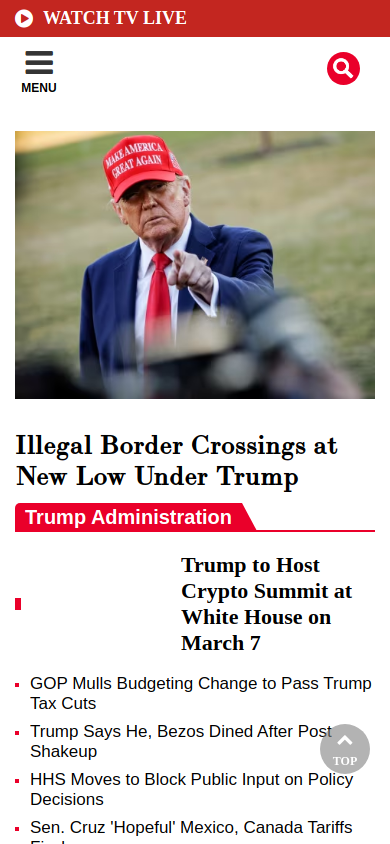 WATCH TV LIVE
MENU
MAKE AMERICA
GREAT AGAIN
Illegal Border Crossings at
New Low Under Trump
Trump Administration
Trump to Host
Crypto Summit at
White House on
March 7
GOP Mulls Budgeting Change to Pass Trump
Tax Cuts
Trump Says He, Bezos Dined After Post
Shakeup
TOP
HHS Moves to Block Public Input on Policy
Decisions
Sen. Cruz 'Hopeful' Mexico, Canada Tariffs